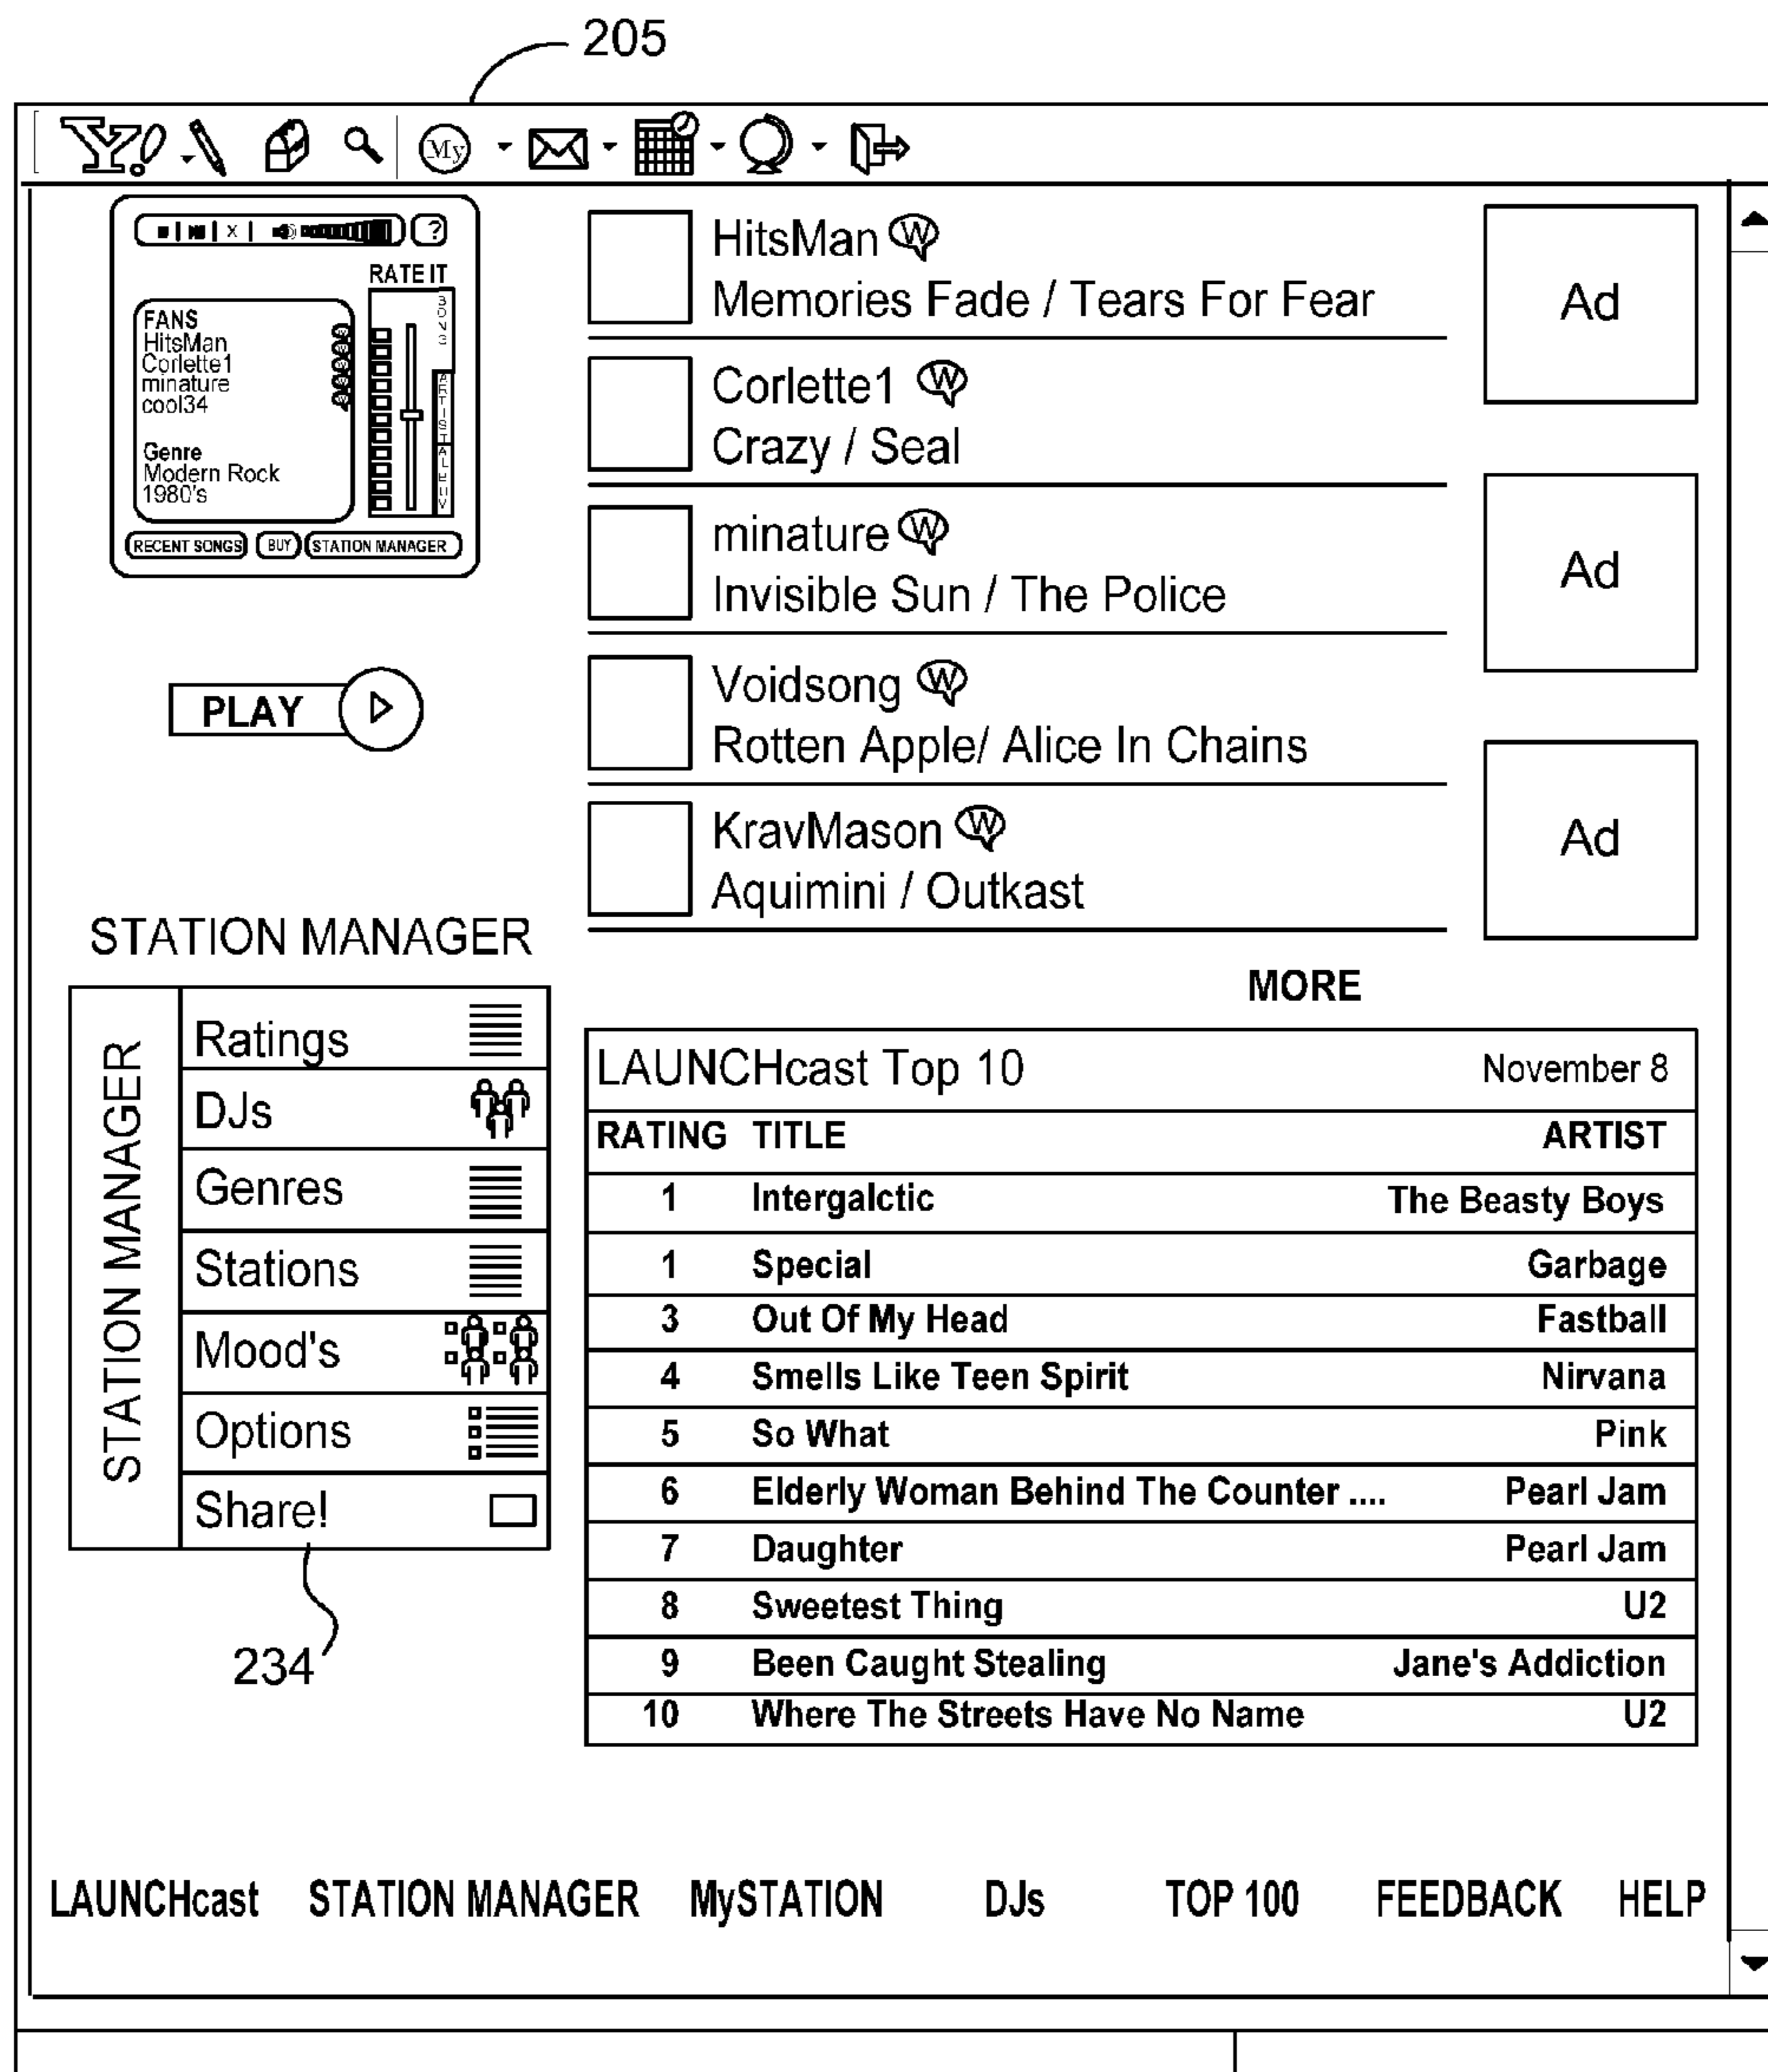 205
Y!
My
?
RATE IT
SONG
ARTIST
ALBUM
FANS
HitsMan
Corlette1
minature
cool34
Genre
Modern Rock
1980's
RECENT SONGS BUY STATION MANAGER
PLAY
HitsMan W
Memories Fade / Tears For Fear
Corlette1 W
Crazy / Seal
minature W
Invisible Sun / The Police
Voidsong W
Rotten Apple/ Alice In Chains
KravMason W
Aquimini / Outkast
Ad
Ad
Ad
MORE
STATION MANAGER
STATION MANAGER
Ratings
DJs
Genres
Stations
Mood's
Options
Share!
234
LAUNCHcast Top 10 November 8
RATING TITLE ARTIST
1 Intergalctic The Beasty Boys
1 Special Garbage
3 Out Of My Head Fastball
4 Smells Like Teen Spirit Nirvana
5 So What Pink
6 Elderly Woman Behind The Counter .... Pearl Jam
7 Daughter Pearl Jam
8 Sweetest Thing U2
9 Been Caught Stealing Jane's Addiction
10 Where The Streets Have No Name U2
LAUNCHcast STATION MANAGER MySTATION DJs TOP 100 FEEDBACK HELP